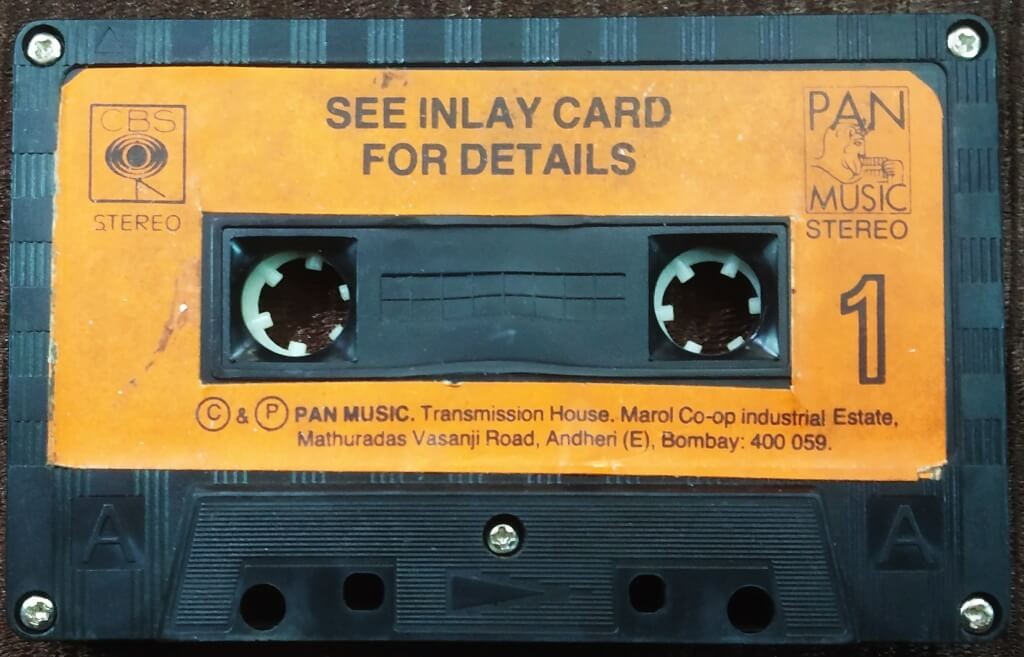 CBS
STEREO
SEE INLAY CARD
FOR DETAILS
PAN
MUSIC
STEREO
1
Ⓒ & Ⓟ PAN MUSIC. Transmission House. Marol Co-op industrial Estate,
Mathuradas Vasanji Road, Andheri (E), Bombay: 400 059.
A A